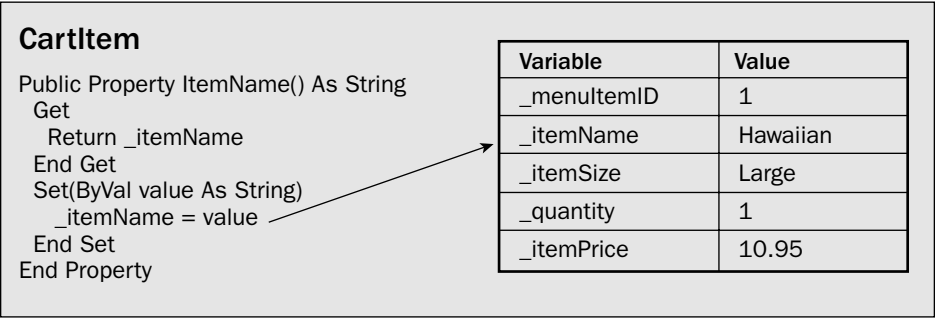 CartItem
Public Property ItemName() As String
Get
Return _itemName
End Get
Set(ByVal value As String)
_itemName = value
End Set
End Property
Variable Value
_menuItemID 1
_itemName Hawaiian
_itemSize Large
_quantity 1
_itemPrice 10.95